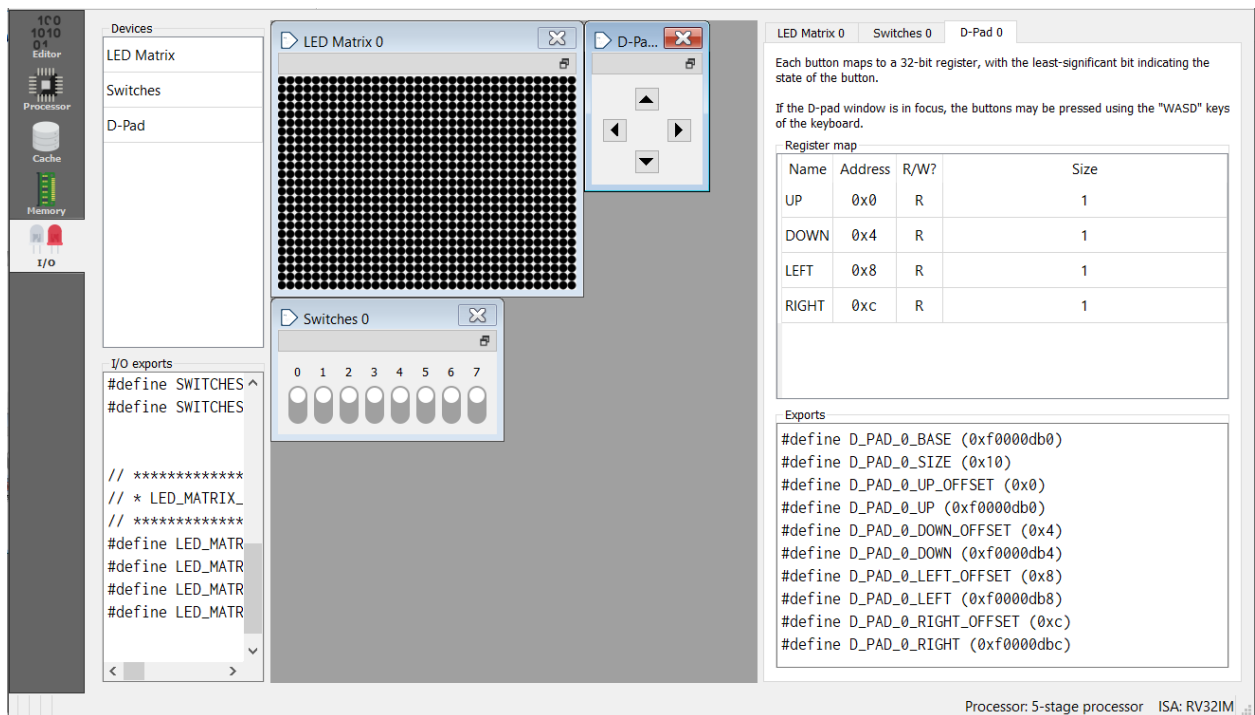 100
1010
01
Editor
Processor
Cache
Memory
I/O
Devices
LED Matrix
Switches
D-Pad
I/O exports
#define SWITCHES
#define SWITCHES
// *************
// * LED_MATRIX_
// *************
#define LED_MATR
#define LED_MATR
#define LED_MATR
#define LED_MATR
LED Matrix 0
D-Pa...
Switches 0
0 1 2 3 4 5 6 7
LED Matrix 0 Switches 0 D-Pad 0
Each button maps to a 32-bit register, with the least-significant bit indicating the
state of the button.
If the D-pad window is in focus, the buttons may be pressed using the "WASD" keys
of the keyboard.
Register map
Name Address R/W? Size
UP 0x0 R 1
DOWN 0x4 R 1
LEFT 0x8 R 1
RIGHT 0xc R 1
Exports
#define D_PAD_0_BASE (0xf0000db0)
#define D_PAD_0_SIZE (0x10)
#define D_PAD_0_UP_OFFSET (0x0)
#define D_PAD_0_UP (0xf0000db0)
#define D_PAD_0_DOWN_OFFSET (0x4)
#define D_PAD_0_DOWN (0xf0000db4)
#define D_PAD_0_LEFT_OFFSET (0x8)
#define D_PAD_0_LEFT (0xf0000db8)
#define D_PAD_0_RIGHT_OFFSET (0xc)
#define D_PAD_0_RIGHT (0xf0000dbc)
Processor: 5-stage processor ISA: RV32IM